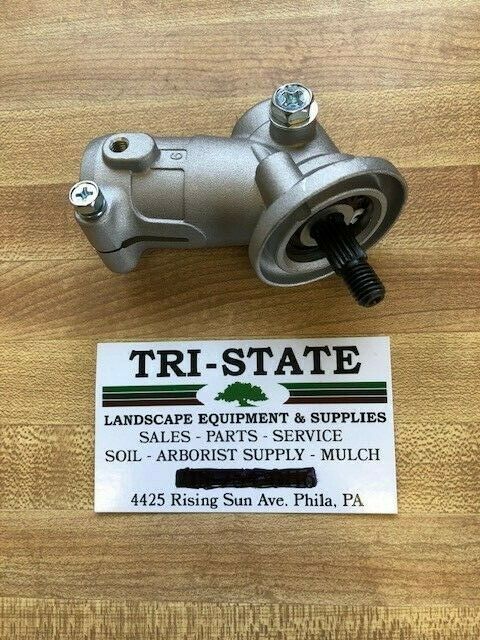 TRI-STATE
LANDSCAPE EQUIPMENT & SUPPLIES
SALES - PARTS - SERVICE
SOIL - ARBORIST SUPPLY - MULCH
4425 Rising Sun Ave. Phila, PA